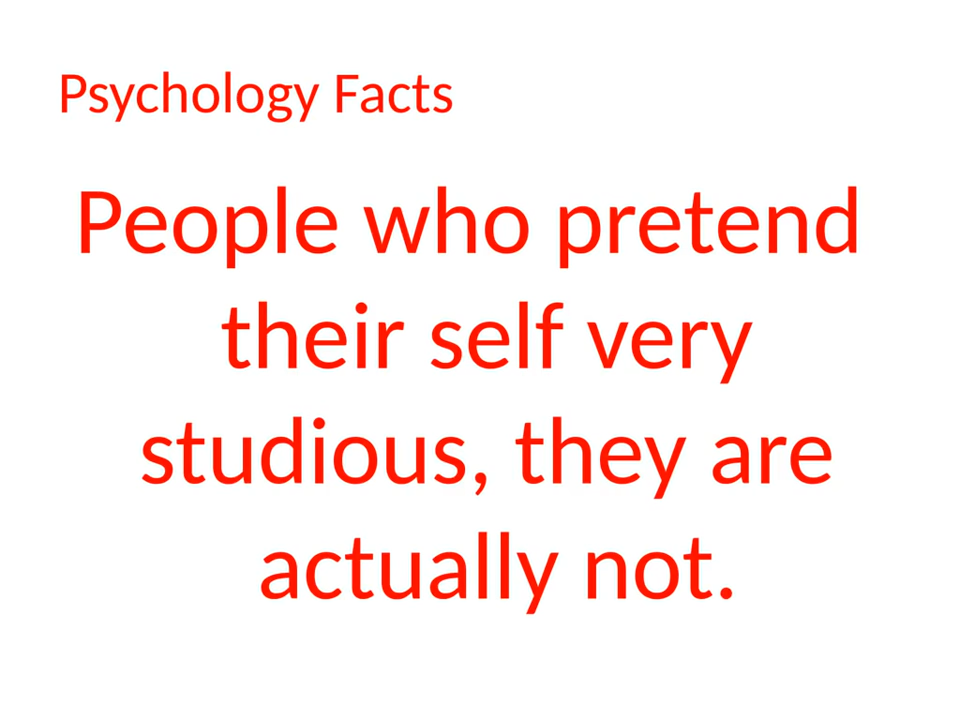 Psychology Facts
People who pretend
their self very
studious, they are
actually not.